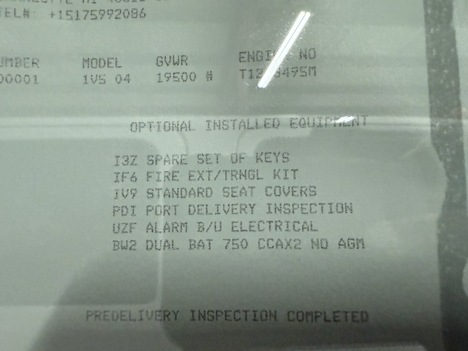 TEL# +15175992086
MODEL GVWR ENGINE NO
00001 1V5 04 19500 #
OPTIONAL INSTALLED EQUIPMENT
I3Z SPARE SET OF KEYS
IF6 FIRE EXT/TRNGL KIT
JV9 STANDARD SEAT COVERS
PDI PORT DELIVERY INSPECTION
UZF ALARM B/U ELECTRICAL
BW2 DUAL BAT 750 CCAX2 NO AGM
PREDELIVERY INSPECTION COMPLETED